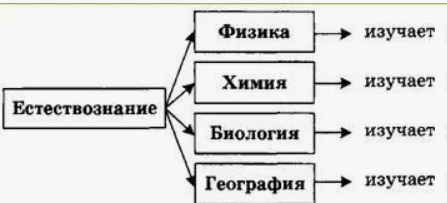 Физика изучает
Химия изучает
Естествознание
Биология изучает
География изучает